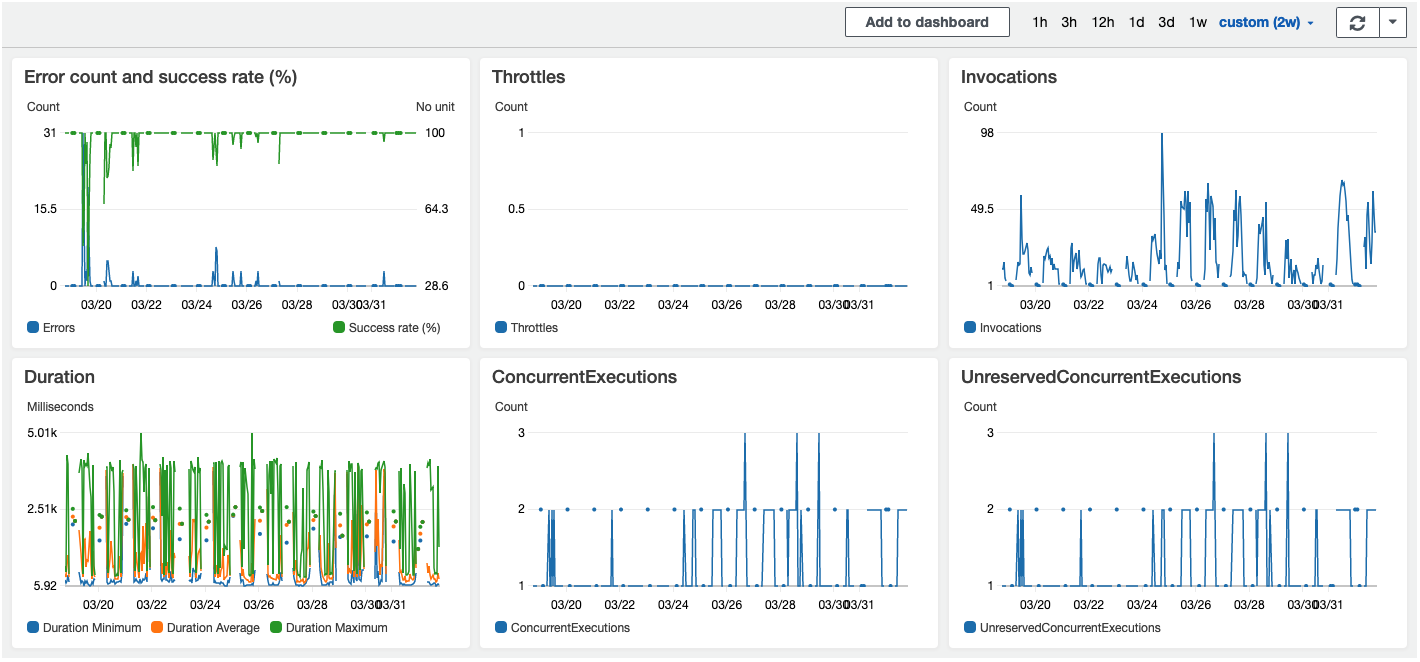 Add to dashboard 1h 3h 12h 1d 3d 1w custom (2w)
Error count and success rate (%)
Count No unit
31 100
15.5 64.3
0 28.6
03/20 03/22 03/24 03/26 03/28 03/30 03/31
Errors Success rate (%)
Throttles
Count
1
0.5
0
03/20 03/22 03/24 03/26 03/28 03/30 03/31
Throttles
Invocations
Count
98
49.5
1
03/20 03/22 03/24 03/26 03/28 03/30 03/31
Invocations
Duration
Milliseconds
5.01k
2.51k
5.92
03/20 03/22 03/24 03/26 03/28 03/30 03/31
Duration Minimum Duration Average Duration Maximum
ConcurrentExecutions
Count
3
2
1
03/20 03/22 03/24 03/26 03/28 03/30 03/31
ConcurrentExecutions
UnreservedConcurrentExecutions
Count
3
2
1
03/20 03/22 03/24 03/26 03/28 03/30 03/31
UnreservedConcurrentExecutions